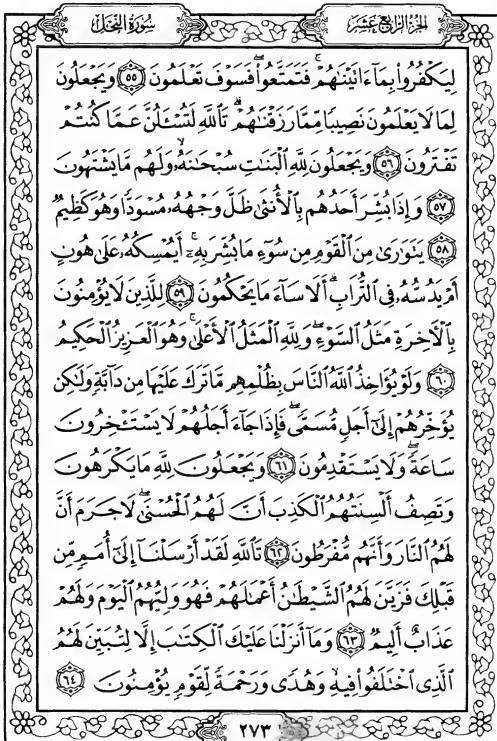 الجزء الرابع عشر
سورة النحل
لِيَكْفُرُوا۟ بِمَآ ءَاتَيْنَٰهُمْ ۚ فَتَمَتَّعُوا۟ ۖ فَسَوْفَ تَعْلَمُونَ ٥٥ وَيَجْعَلُونَ
لِمَا لَا يَعْلَمُونَ نَصِيبًا مِّمَّا رَزَقْنَٰهُمْ ۗ تَٱللَّهِ لَتُسْـَٔلُنَّ عَمَّا كُنتُمْ
تَفْتَرُونَ ٥٦ وَيَجْعَلُونَ لِلَّهِ ٱلْبَنَٰتِ سُبْحَٰنَهُۥ ۙ وَلَهُم مَّا يَشْتَهُونَ
٥٧ وَإِذَا بُشِّرَ أَحَدُهُم بِٱلْأُنثَىٰ ظَلَّ وَجْهُهُۥ مُسْوَدًّا وَهُوَ كَظِيمٌ
٥٨ يَتَوَٰرَىٰ مِنَ ٱلْقَوْمِ مِن سُوٓءِ مَا بُشِّرَ بِهِۦٓ ۚ أَيُمْسِكُهُۥ عَلَىٰ هُونٍ
أَمْ يَدُسُّهُۥ فِى ٱلتُّرَابِ ۗ أَلَا سَآءَ مَا يَحْكُمُونَ ٥٩ لِلَّذِينَ لَا يُؤْمِنُونَ
بِٱلْـَٔاخِرَةِ مَثَلُ ٱلسَّوْءِ ۖ وَلِلَّهِ ٱلْمَثَلُ ٱلْأَعْلَىٰ ۚ وَهُوَ ٱلْعَزِيزُ ٱلْحَكِيمُ
٦٠ وَلَوْ يُؤَاخِذُ ٱللَّهُ ٱلنَّاسَ بِظُلْمِهِم مَّا تَرَكَ عَلَيْهَا مِن دَآبَّةٍ وَلَٰكِن
يُؤَخِّرُهُمْ إِلَىٰٓ أَجَلٍ مُّسَمًّى ۖ فَإِذَا جَآءَ أَجَلُهُمْ لَا يَسْتَـْٔخِرُونَ
سَاعَةً ۖ وَلَا يَسْتَقْدِمُونَ ٦١ وَيَجْعَلُونَ لِلَّهِ مَا يَكْرَهُونَ
وَتَصِفُ أَلْسِنَتُهُمُ ٱلْكَذِبَ أَنَّ لَهُمُ ٱلْحُسْنَىٰ ۖ لَا جَرَمَ أَنَّ
لَهُمُ ٱلنَّارَ وَأَنَّهُم مُّفْرَطُونَ ٦٢ تَٱللَّهِ لَقَدْ أَرْسَلْنَآ إِلَىٰٓ أُمَمٍ مِّن
قَبْلِكَ فَزَيَّنَ لَهُمُ ٱلشَّيْطَٰنُ أَعْمَٰلَهُمْ فَهُوَ وَلِيُّهُمُ ٱلْيَوْمَ وَلَهُمْ
عَذَابٌ أَلِيمٌ ٦٣ وَمَآ أَنزَلْنَا عَلَيْكَ ٱلْكِتَٰبَ إِلَّا لِتُبَيِّنَ لَهُمُ
ٱلَّذِى ٱخْتَلَفُوا۟ فِيهِ ۙ وَهُدًى وَرَحْمَةً لِّقَوْمٍ يُؤْمِنُونَ ٦٤
٢٧٣